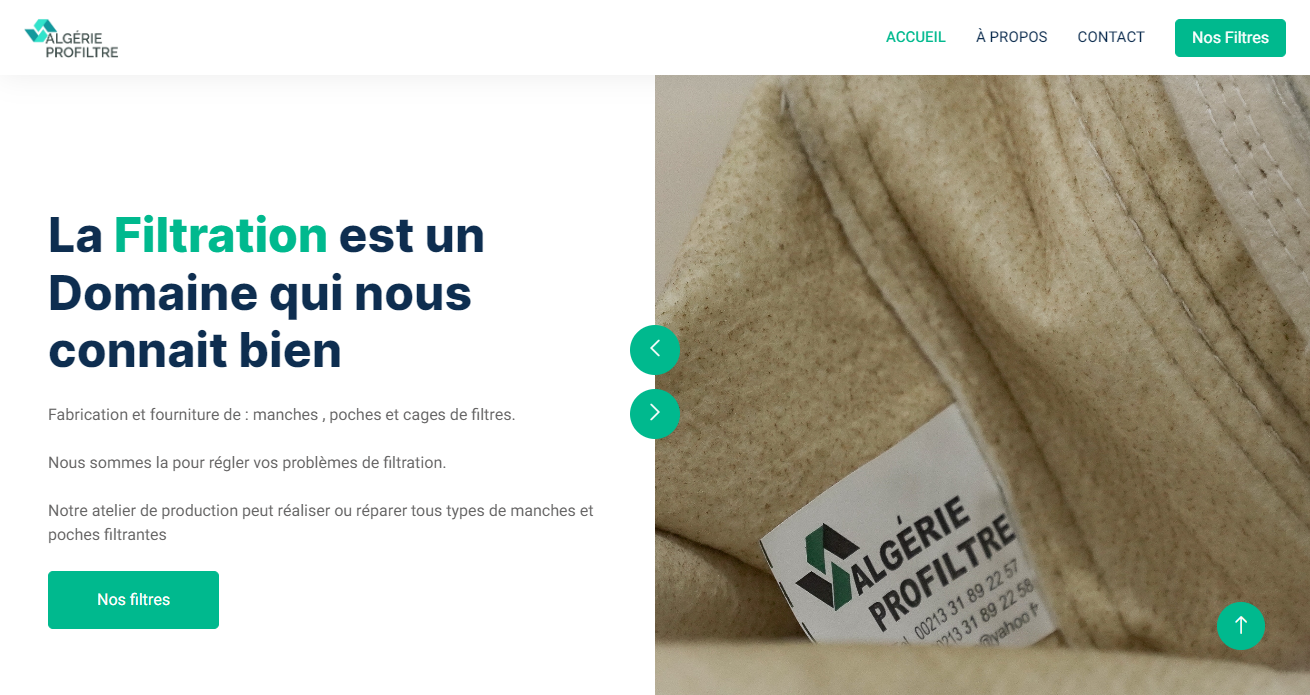 ALGÉRIE
PROFILTRE
ACCUEIL
À PROPOS
CONTACT
Nos Filtres
La Filtration est un
Domaine qui nous
connait bien
Fabrication et fourniture de : manches , poches et cages de filtres.
Nous sommes la pour régler vos problèmes de filtration.
Notre atelier de production peut réaliser ou réparer tous types de manches et
poches filtrantes
Nos filtres
ALGÉRIE
PROFILTRE
00213 31 89 22 57
0213 31 89 22 58
@yahoo.fr